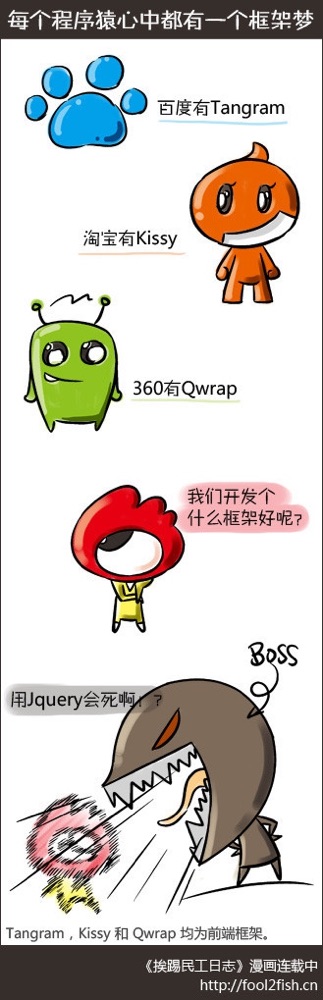 每个程序猿心中都有一个框架梦
百度有Tangram
淘宝有Kissy
360有Qwrap
我们开发个
什么框架好呢?
BOSS
用Jquery会死啊！？
Tangram，Kissy 和 Qwrap 均为前端框架。
《挨踢民工日志》漫画连载中
http://fool2fish.cn